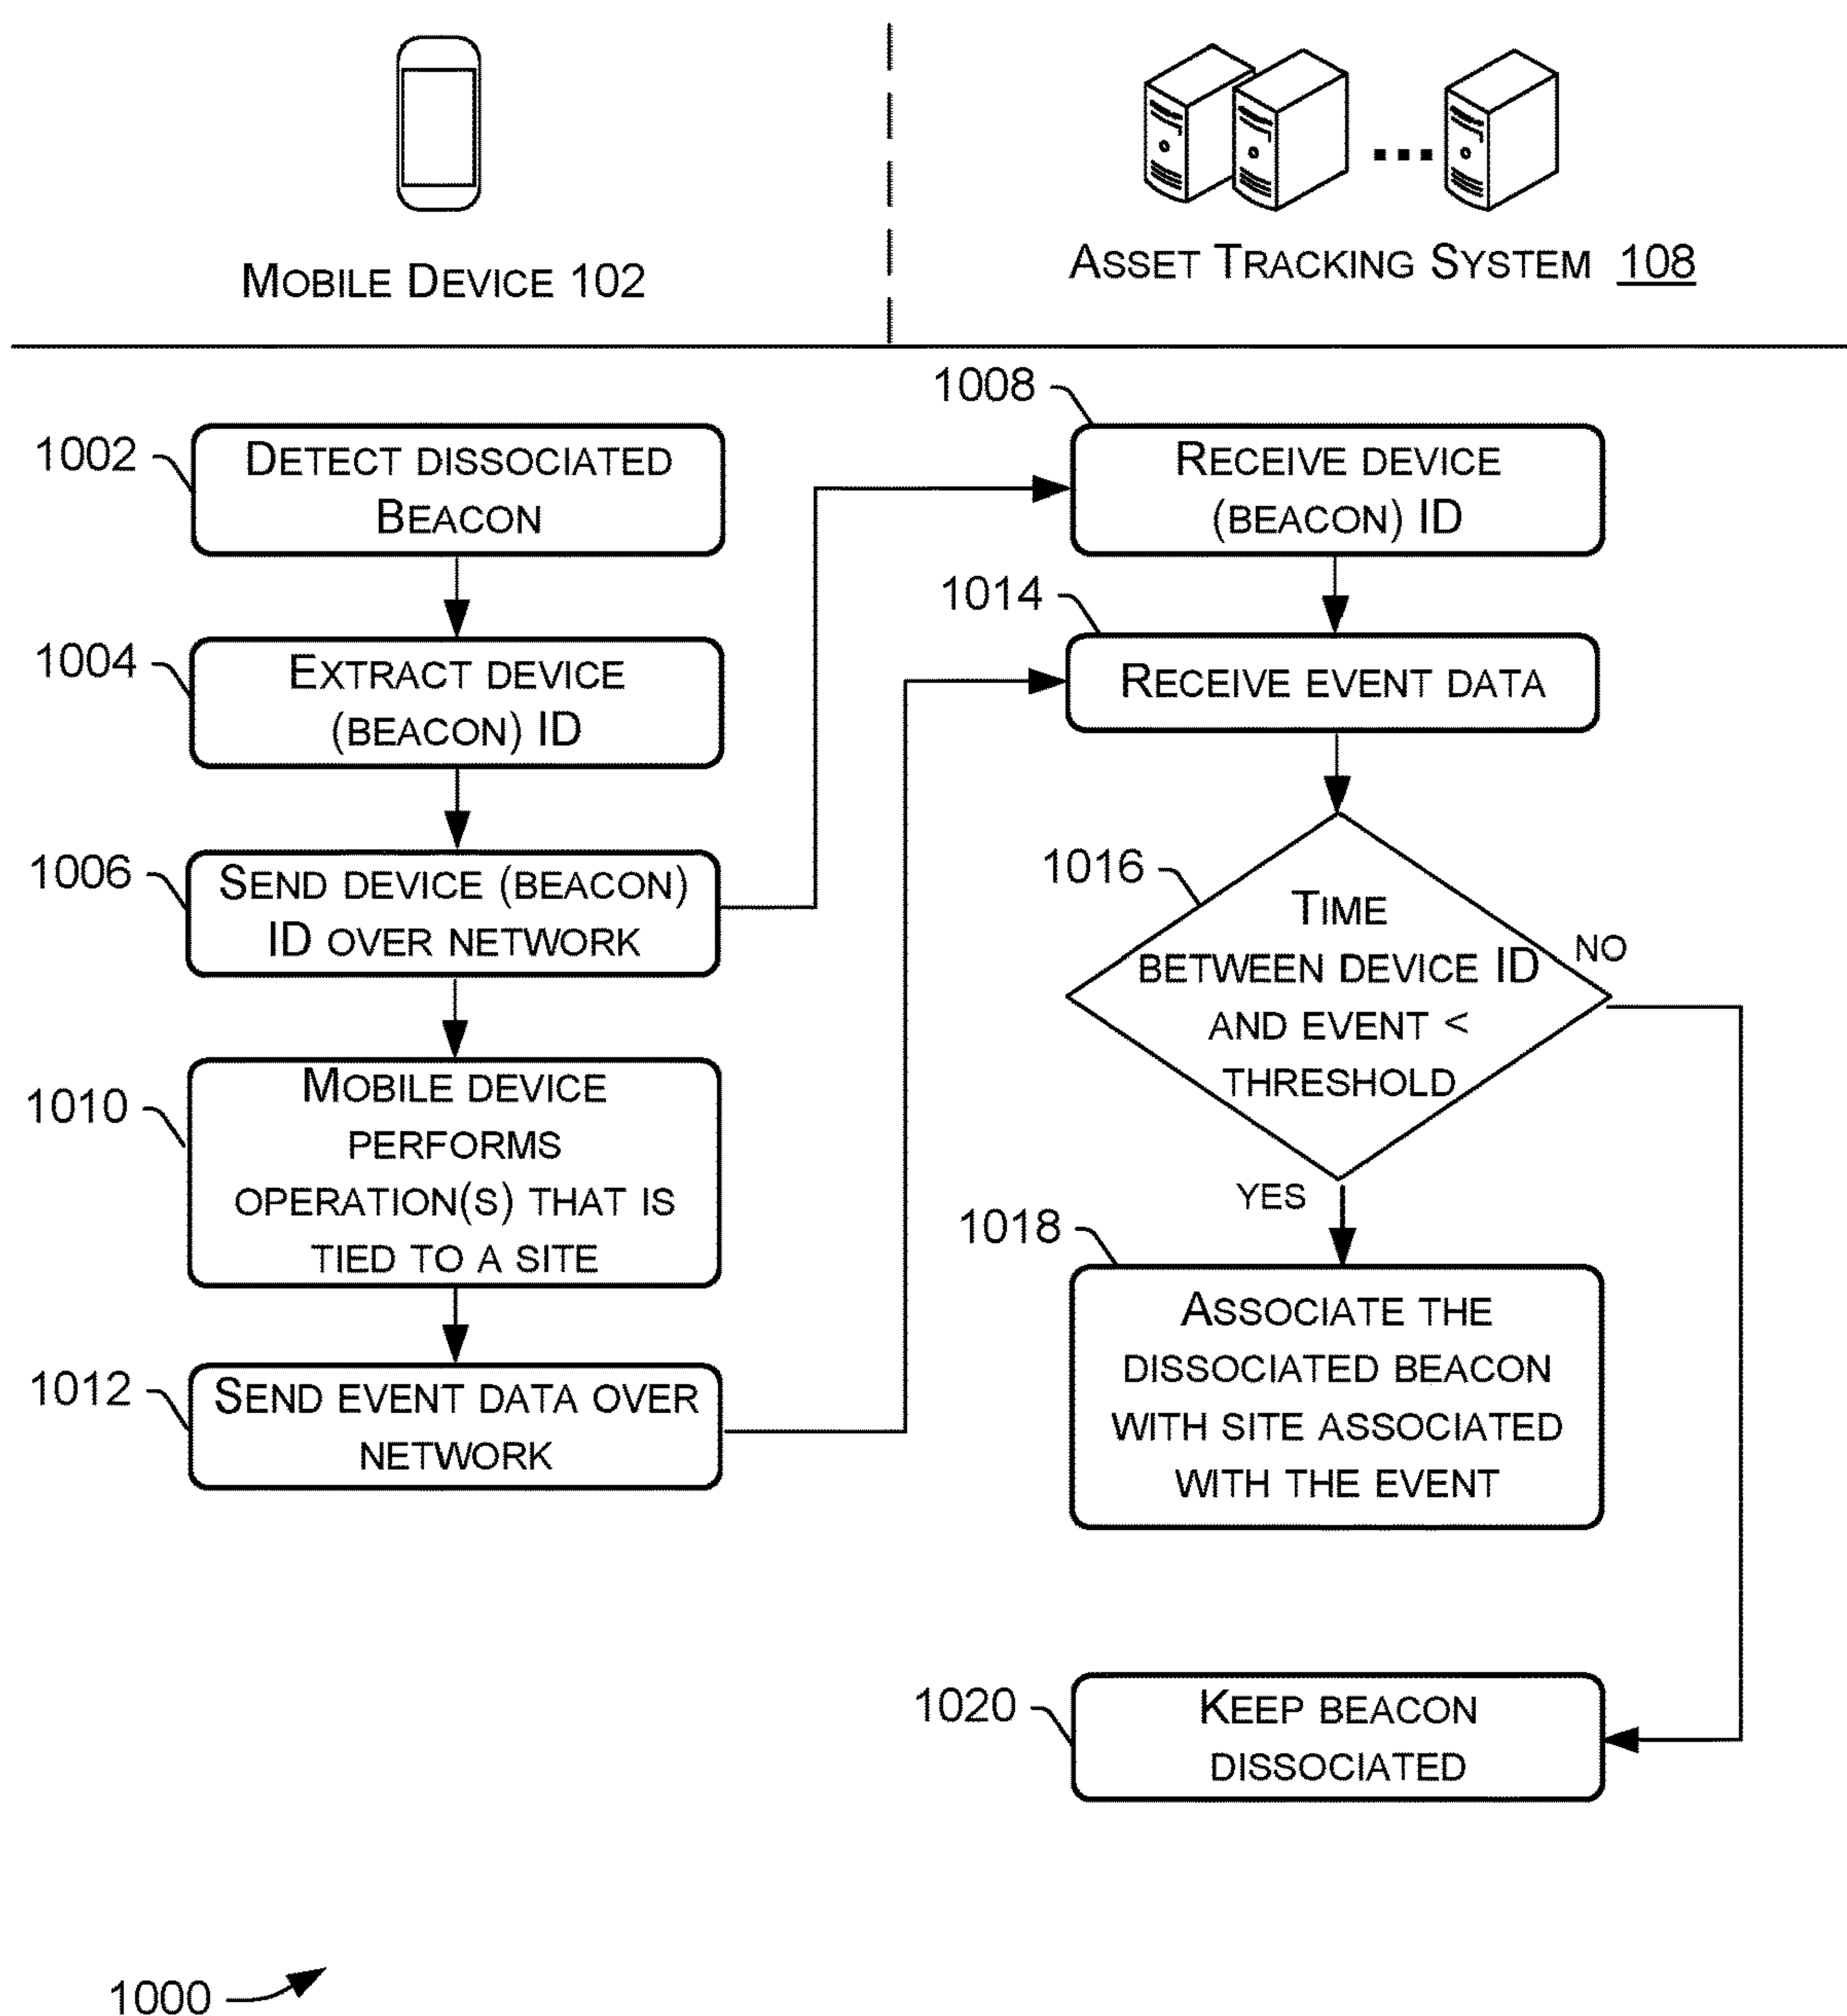 MOBILE DEVICE 102
ASSET TRACKING SYSTEM 108
1002
DETECT DISSOCIATED
BEACON
1004
EXTRACT DEVICE
(BEACON) ID
1006
SEND DEVICE (BEACON)
ID OVER NETWORK
1010
MOBILE DEVICE
PERFORMS
OPERATION(S) THAT IS
TIED TO A SITE
1012
SEND EVENT DATA OVER
NETWORK
1008
RECEIVE DEVICE
(BEACON) ID
1014
RECEIVE EVENT DATA
1016
TIME
BETWEEN DEVICE ID
AND EVENT <
THRESHOLD
NO
YES
1018
ASSOCIATE THE
DISSOCIATED BEACON
WITH SITE ASSOCIATED
WITH THE EVENT
1020
KEEP BEACON
DISSOCIATED
1000